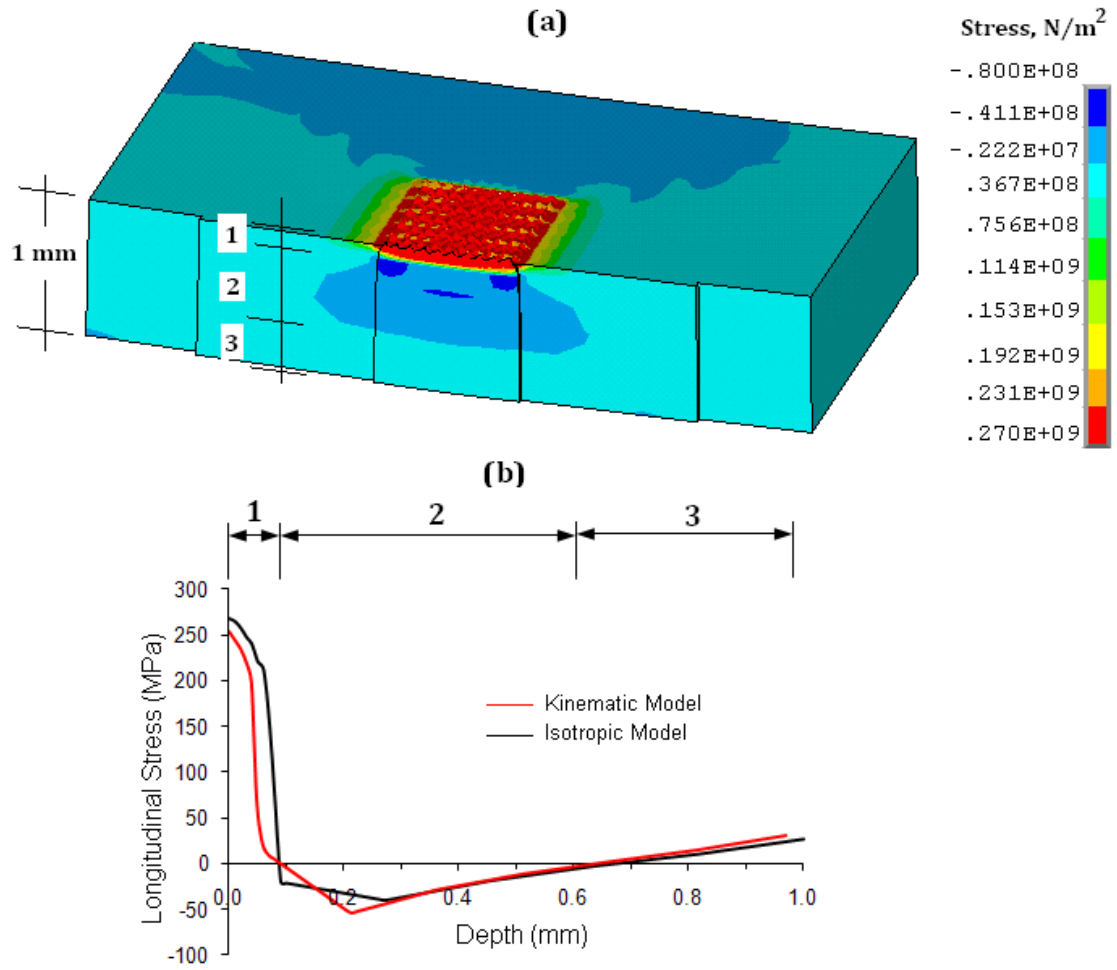 (a)
Stress, N/m²
-.800E+08
-.411E+08
-.222E+07
.367E+08
.756E+08
.114E+09
.153E+09
.192E+09
.231E+09
.270E+09
1 mm
1
2
3
(b)
1
2
3
300
250
200
150
100
50
0
-50
-100
Longitudinal Stress (MPa)
Kinematic Model
Isotropic Model
0.0 0.2 0.4 0.6 0.8 1.0
Depth (mm)